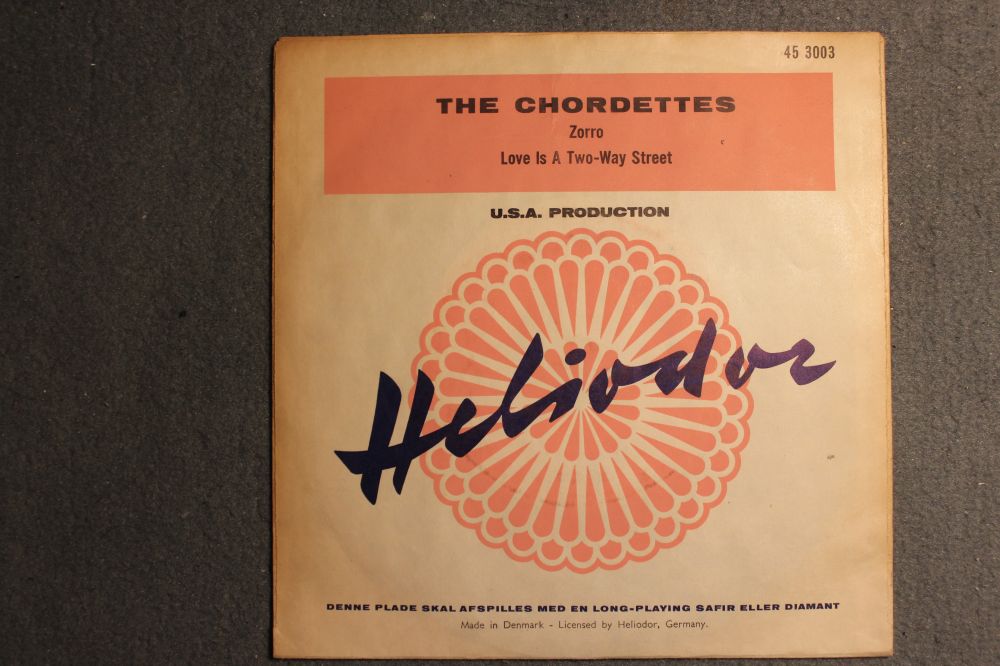 45 3003
THE CHORDETTES
Zorro
Love Is A Two-Way Street
U.S.A. PRODUCTION
Heliodor
DENNE PLADE SKAL AFSPILLES MED EN LONG-PLAYING SAFIR ELLER DIAMANT
Made in Denmark - Licensed by Heliodor, Germany.